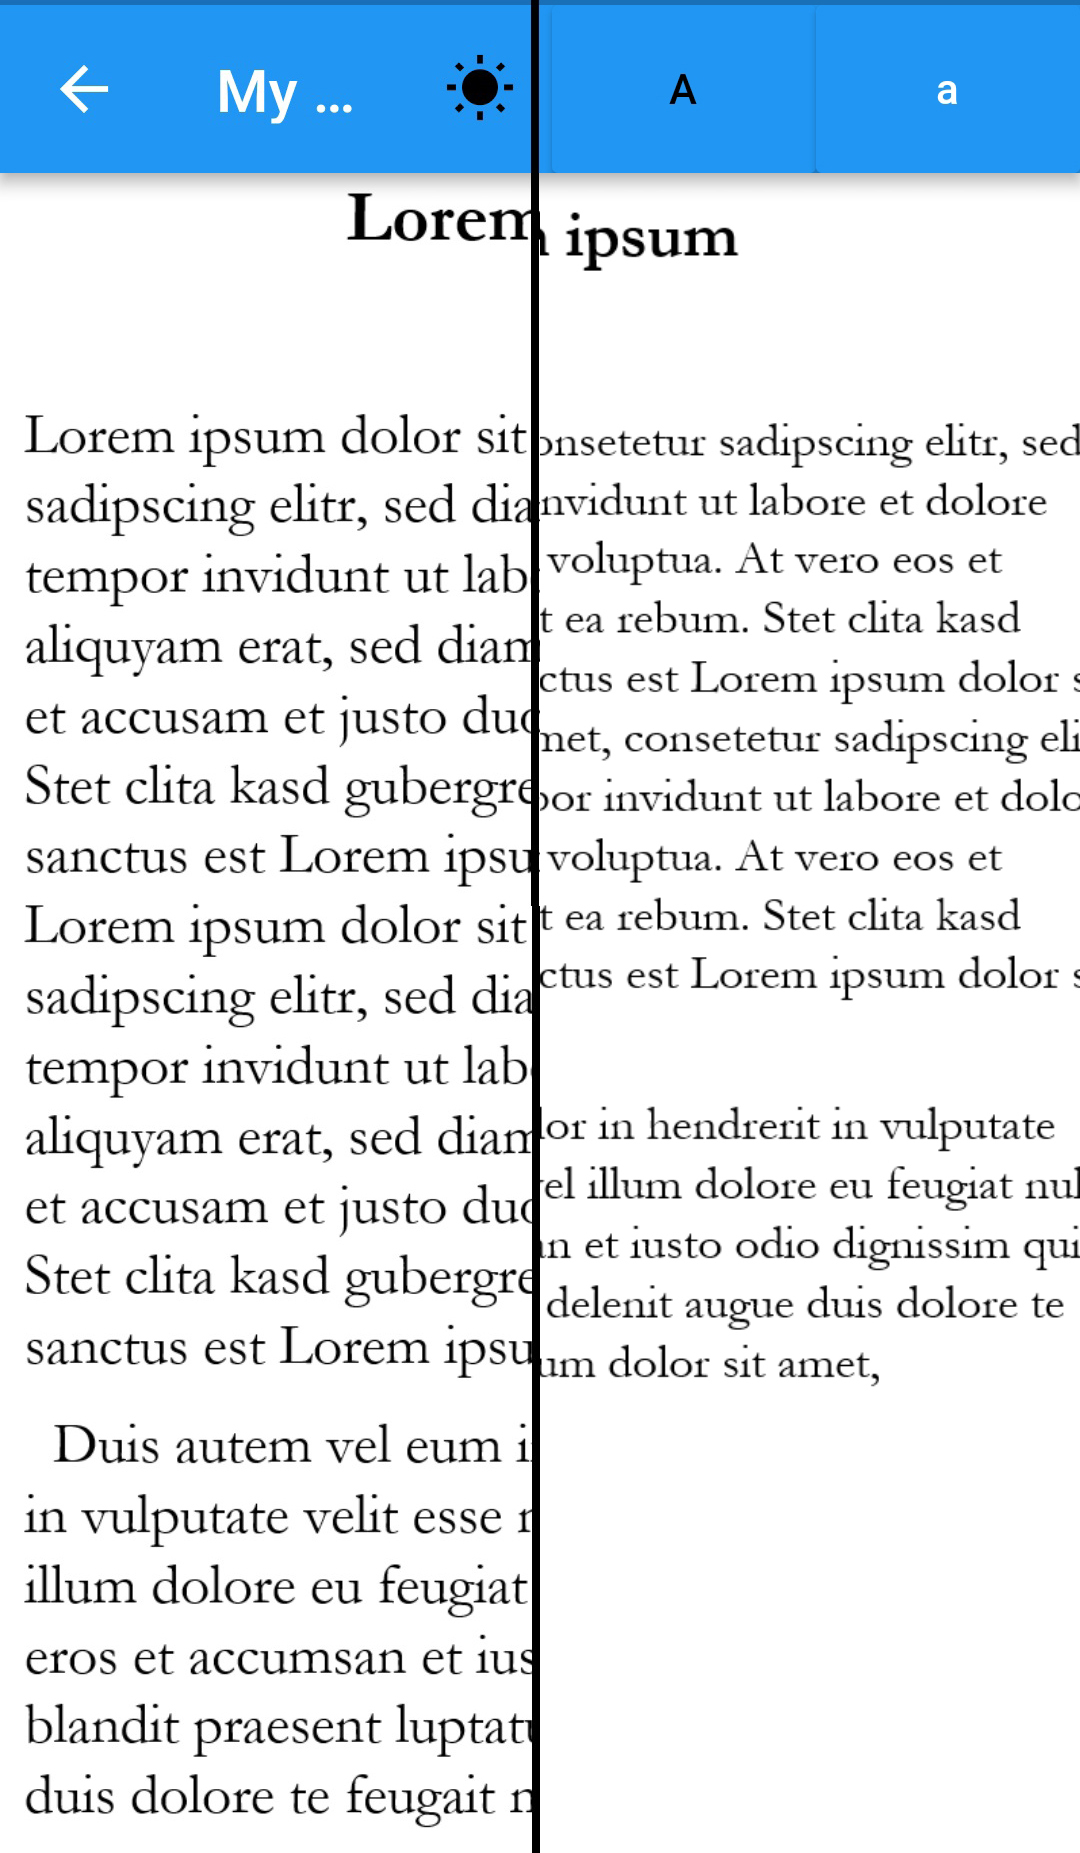 My ...
A
a
Lorem ipsum
Lorem ipsum dolor sit
sadipscing elitr, sed dia
tempor invidunt ut lab
aliquyam erat, sed diam
et accusam et justo duo
Stet clita kasd gubergre
sanctus est Lorem ipsu
Lorem ipsum dolor sit
sadipscing elitr, sed dia
tempor invidunt ut lab
aliquyam erat, sed diam
et accusam et justo duo
Stet clita kasd gubergre
sanctus est Lorem ipsu
Duis autem vel eum i
in vulputate velit esse
illum dolore eu feugiat
eros et accumsan et ius
blandit praesent luptat
duis dolore te feugait
onsetetur sadipscing elitr, sed
nvidunt ut labore et dolore
voluptua. At vero eos et
t ea rebum. Stet clita kasd
ctus est Lorem ipsum dolor s
met, consetetur sadipscing eli
por invidunt ut labore et dolo
voluptua. At vero eos et
t ea rebum. Stet clita kasd
ctus est Lorem ipsum dolor s
lor in hendrerit in vulputate
vel illum dolore eu feugiat nul
an et iusto odio dignissim qui
delenit augue duis dolore te
um dolor sit amet,